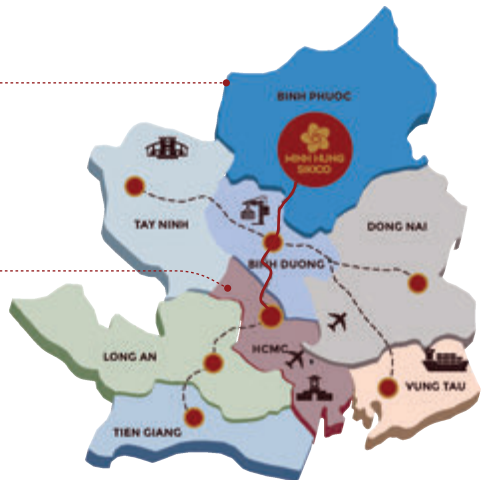 BINH PHUOC
MINH HUNG
SIKICO
TAY NINH
DONG NAI
BINH DUONG
HCMC
LONG AN
VUNG TAU
TIEN GIANG